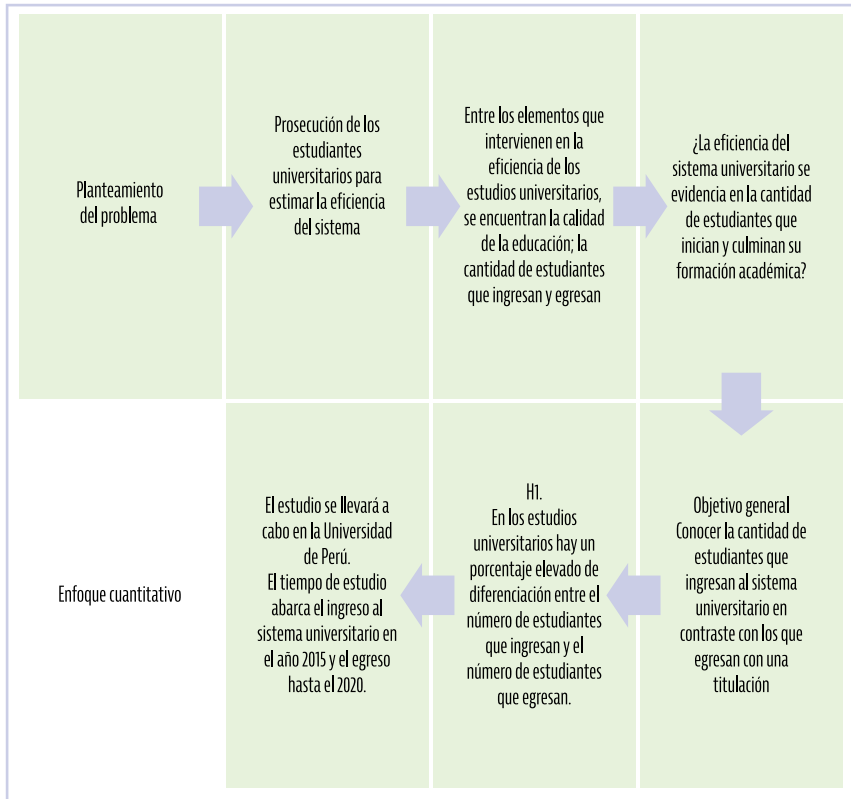 Planteamiento
del problema
Prosecución de los
estudiantes
universitarios para
estimar la eficiencia
del sistema
Entre los elementos que
intervienen en la
eficiencia de los
estudios universitarios,
se encuentran la calidad
de la educación; la
cantidad de estudiantes
que ingresan y egresan
¿La eficiencia del
sistema universitario se
evidencia en la cantidad
de estudiantes que
inician y culminan su
formación académica?
Objetivo general
Conocer la cantidad de
estudiantes que
ingresan al sistema
universitario en
contraste con los que
egresan con una
titulación
H1.
En los estudios
universitarios hay un
porcentaje elevado de
diferenciación entre el
número de estudiantes
que ingresan y el
número de estudiantes
que egresan.
El estudio se llevará a
cabo en la Universidad
de Perú.
El tiempo de estudio
abarca el ingreso al
sistema universitario en
el año 2015 y el egreso
hasta el 2020.
Enfoque cuantitativo